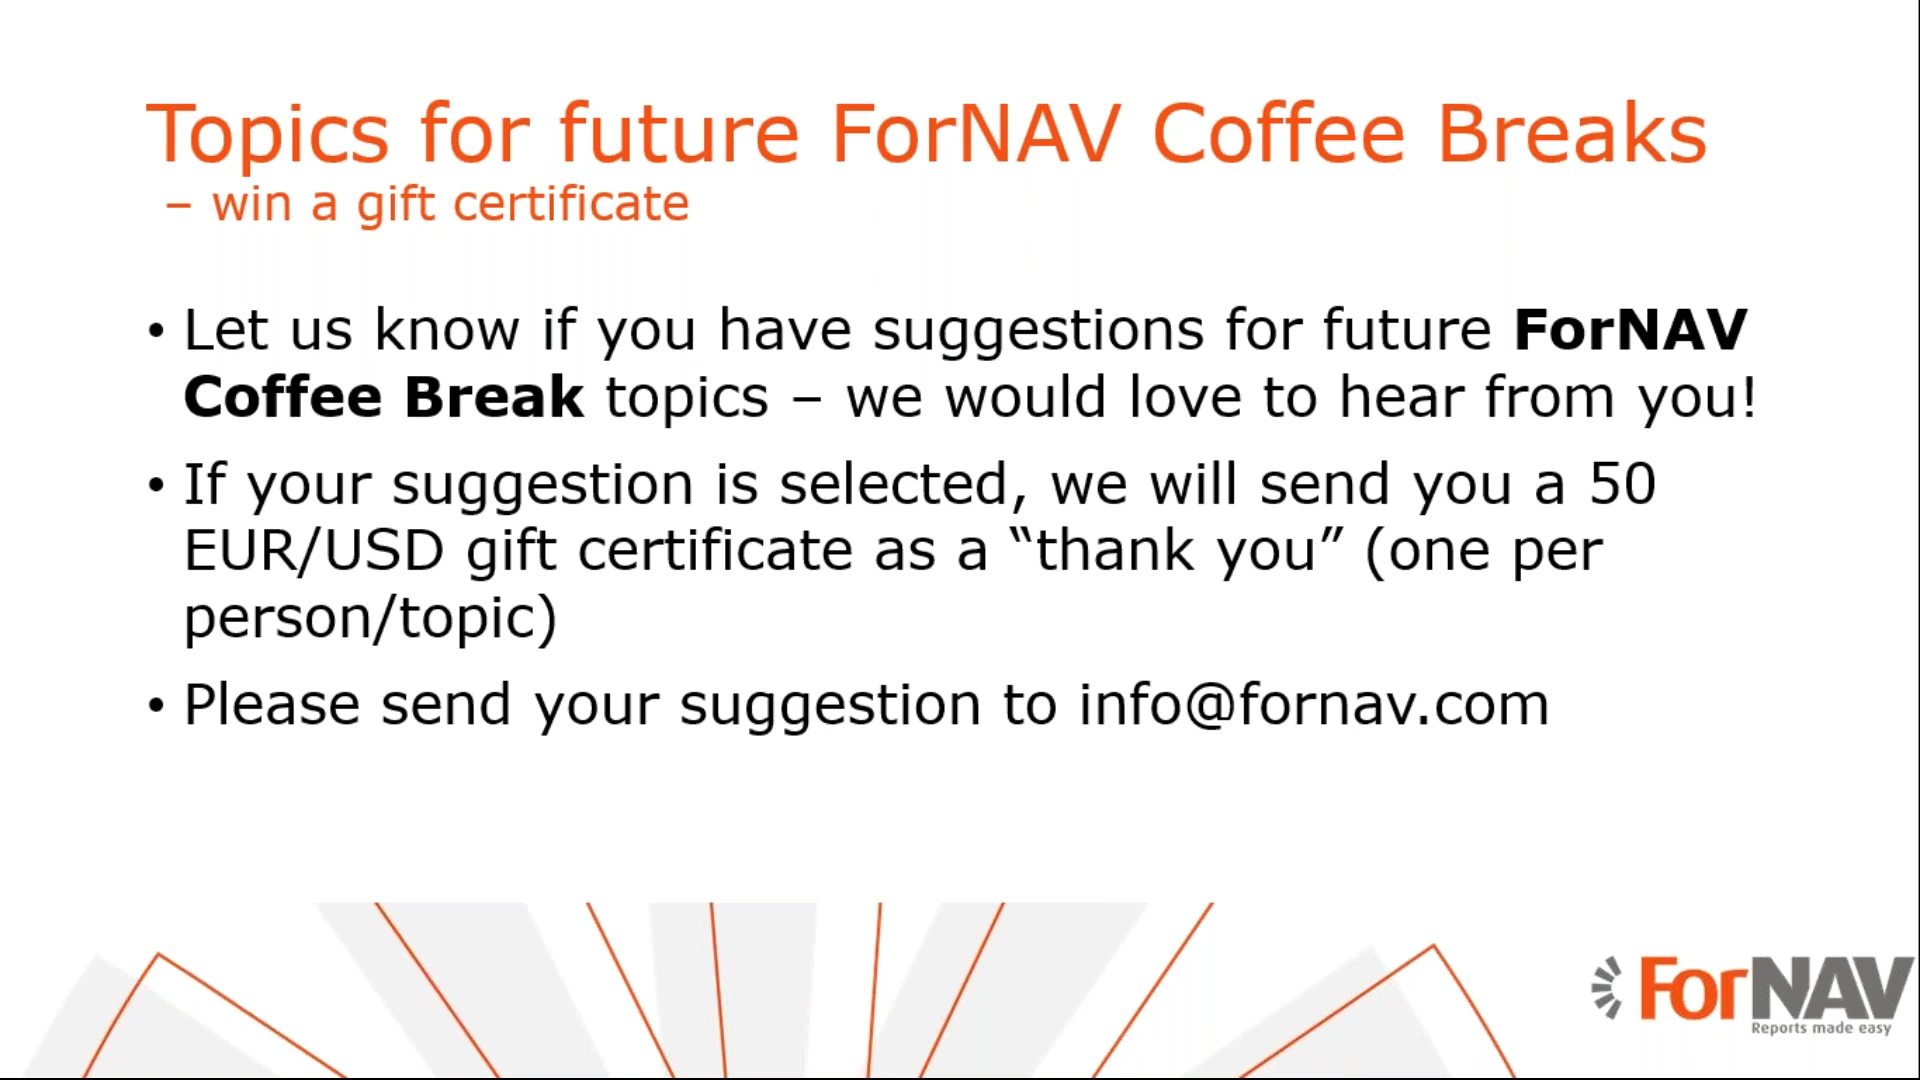 Topics for future ForNAV Coffee Breaks
– win a gift certificate
• Let us know if you have suggestions for future ForNAV
Coffee Break topics – we would love to hear from you!
• If your suggestion is selected, we will send you a 50
EUR/USD gift certificate as a “thank you” (one per
person/topic)
• Please send your suggestion to info@fornav.com
ForNAV
Reports made easy